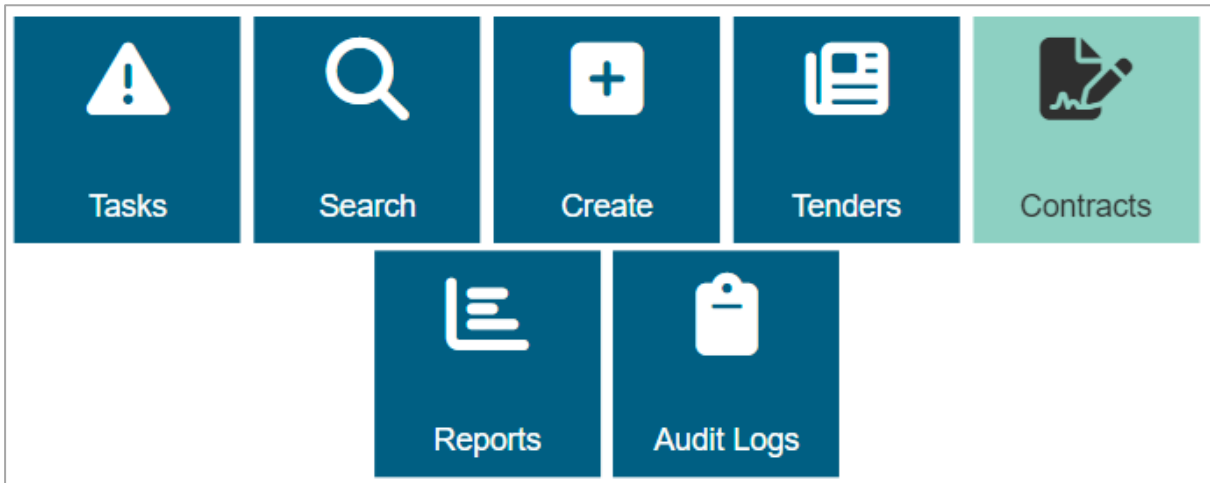 Tasks
Search
Create
Tenders
Contracts
Reports
Audit Logs